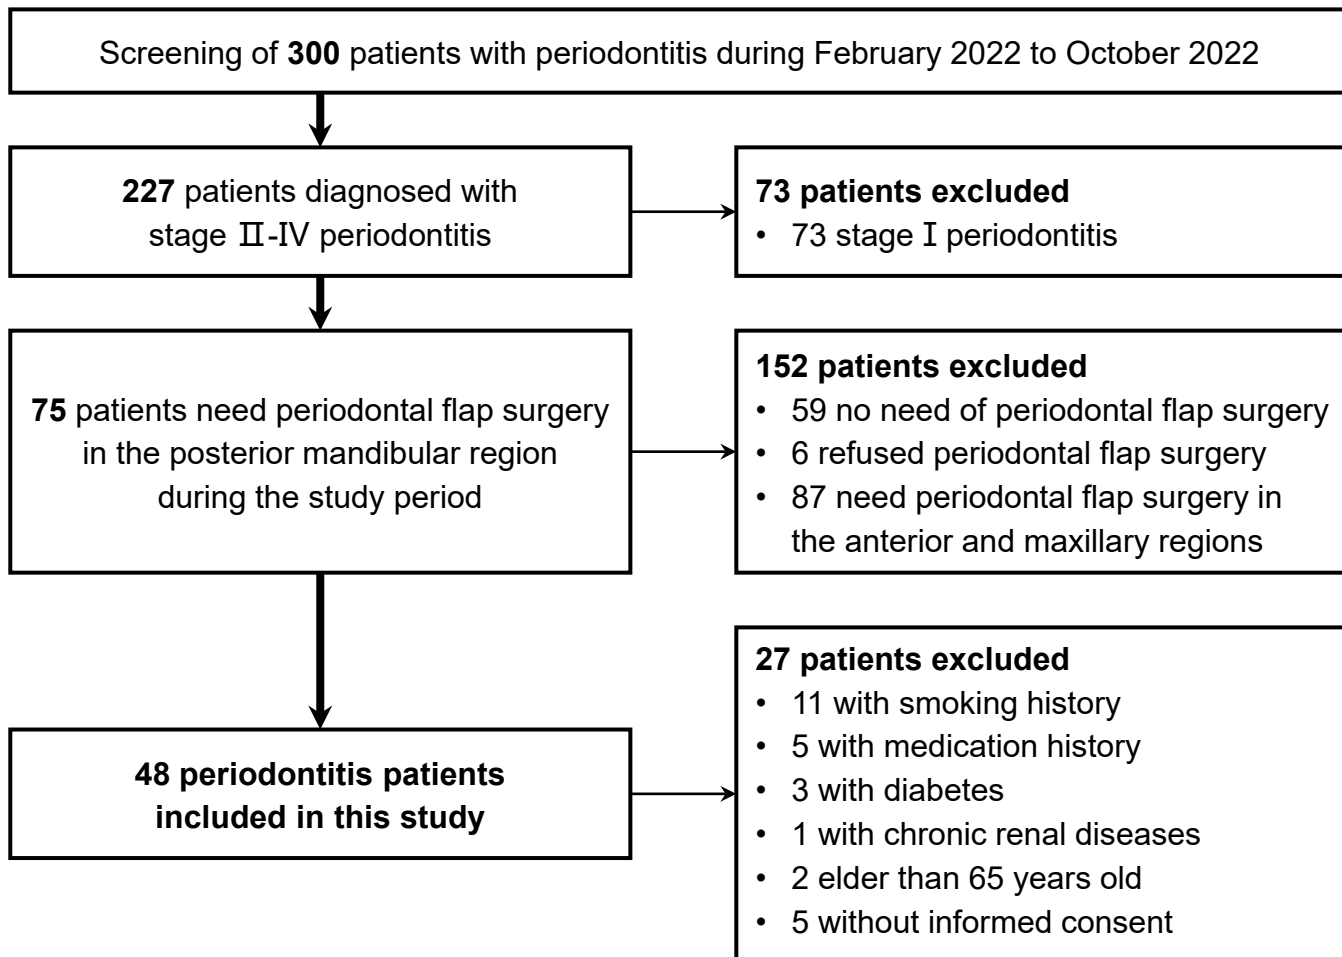 Screening of 300 patients with periodontitis during February 2022 to October 2022
227 patients diagnosed with
stage Ⅱ-Ⅳ periodontitis
73 patients excluded
• 73 stage Ⅰ periodontitis
75 patients need periodontal flap surgery
in the posterior mandibular region
during the study period
152 patients excluded
• 59 no need of periodontal flap surgery
• 6 refused periodontal flap surgery
• 87 need periodontal flap surgery in
the anterior and maxillary regions
48 periodontitis patients
included in this study
27 patients excluded
• 11 with smoking history
• 5 with medication history
• 3 with diabetes
• 1 with chronic renal diseases
• 2 elder than 65 years old
• 5 without informed consent